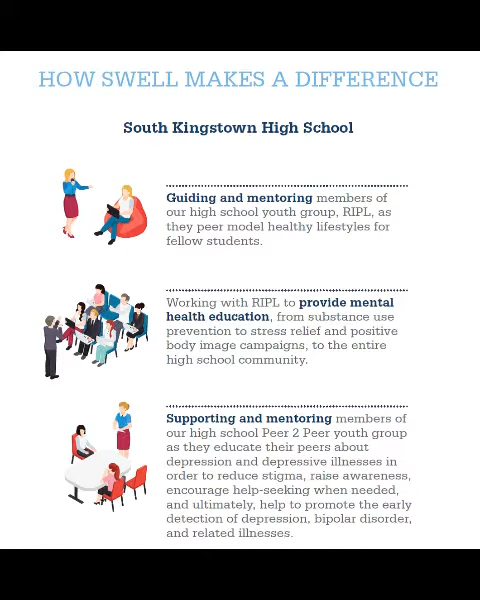 HOW SWELL MAKES A DIFFERENCE
South Kingstown High School
Guiding and mentoring members of
our high school youth group, RIPL, as
they peer model healthy lifestyles for
fellow students.
Working with RIPL to provide mental
health education, from substance use
prevention to stress relief and positive
body image campaigns, to the entire
high school community.
Supporting and mentoring members of
our high school Peer 2 Peer youth group
as they educate their peers about
depression and depressive illnesses in
order to reduce stigma, raise awareness,
encourage help-seeking when needed,
and ultimately, help to promote the early
detection of depression, bipolar disorder,
and related illnesses.